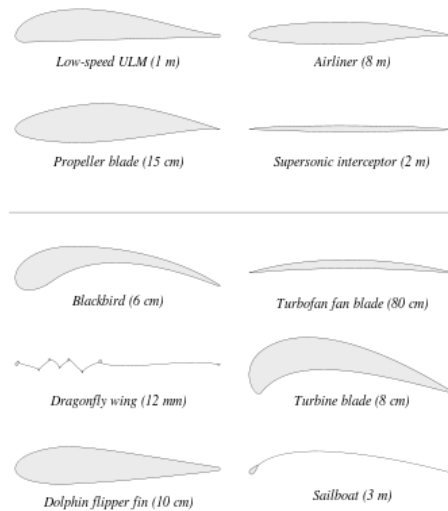 Low-speed ULM (1 m)
Airliner (8 m)
Propeller blade (15 cm)
Supersonic interceptor (2 m)
Blackbird (6 cm)
Turbofan fan blade (80 cm)
Dragonfly wing (12 mm)
Turbine blade (8 cm)
Dolphin flipper fin (10 cm)
Sailboat (3 m)